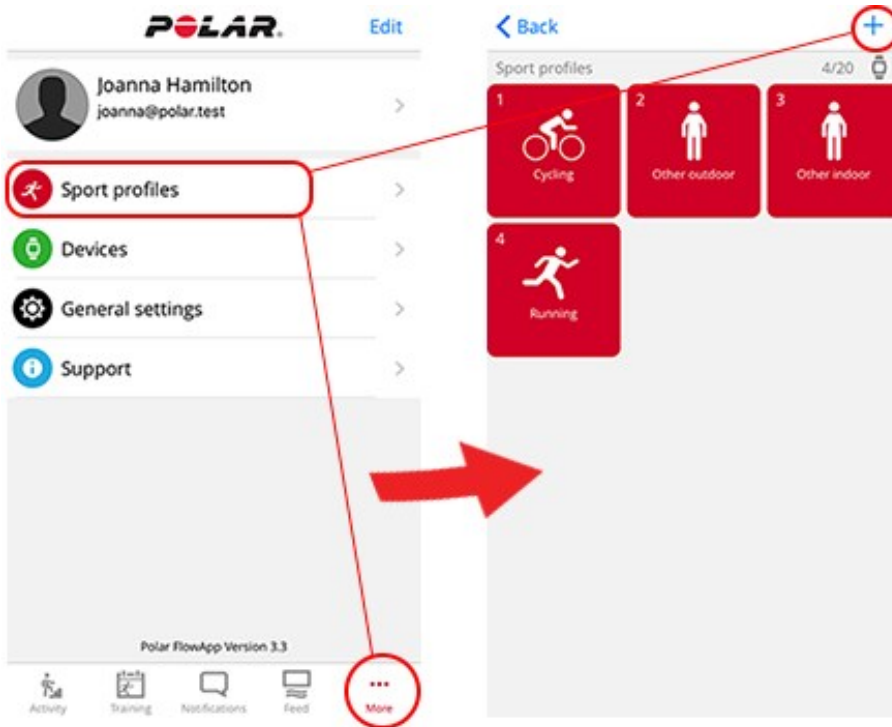 POLAR.
Edit
Joanna Hamilton
joanna@polar.test
Sport profiles
Devices
General settings
Support
Polar FlowApp Version 3.3
Activity
Training
Notifications
Feed
More
Back
Sport profiles 4/20
1
Cycling
2
Other outdoor
3
Other indoor
4
Running